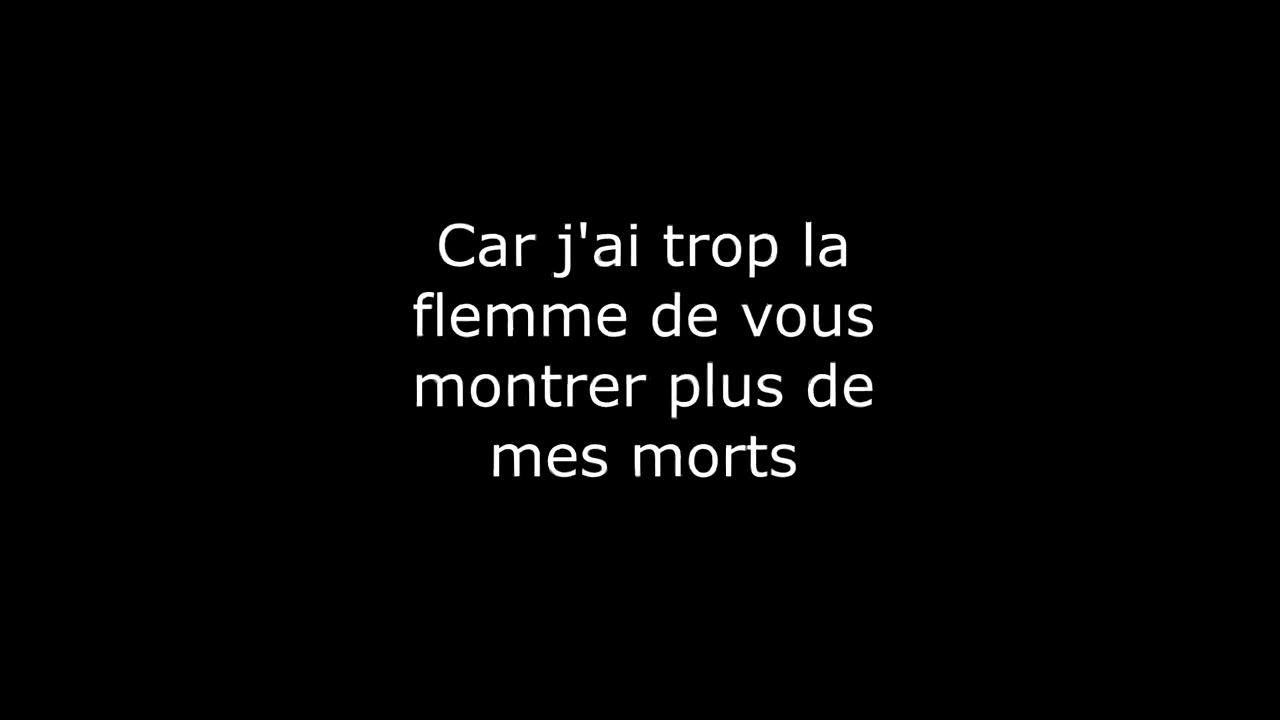 Car j'ai trop la
flemme de vous
montrer plus de
mes morts